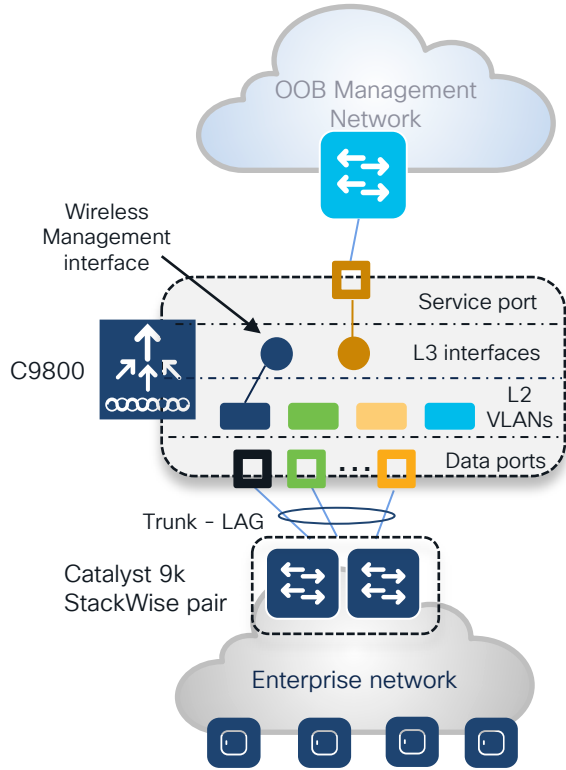 OOB Management
Network
Wireless
Management
interface
Service port
C9800
L3 interfaces
L2
VLANs
Data ports
...
Trunk - LAG
Catalyst 9k
StackWise pair
Enterprise network